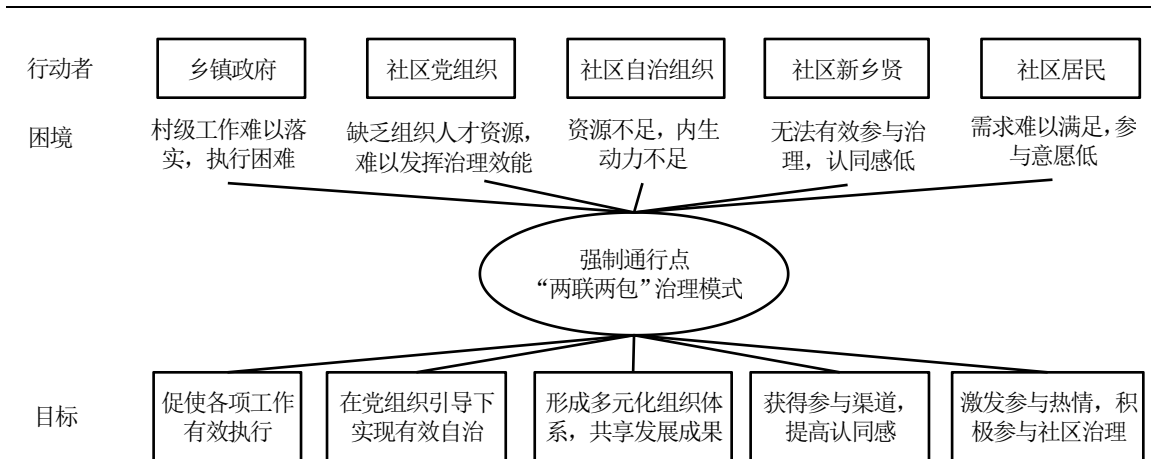 行动者 乡镇政府 社区党组织 社区自治组织 社区新乡贤 社区居民
困境
村级工作难以落
实，执行困难
缺乏组织人才资源，
难以发挥治理效能
资源不足，内生
动力不足
无法有效参与治
理，认同感低
需求难以满足，参
与意愿低
强制通行点
“两联两包”治理模式
目标
促使各项工作
有效执行
在党组织引导下
实现有效自治
形成多元化组织体
系，共享发展成果
获得参与渠道，
提高认同感
激发参与热情，积
极参与社区治理